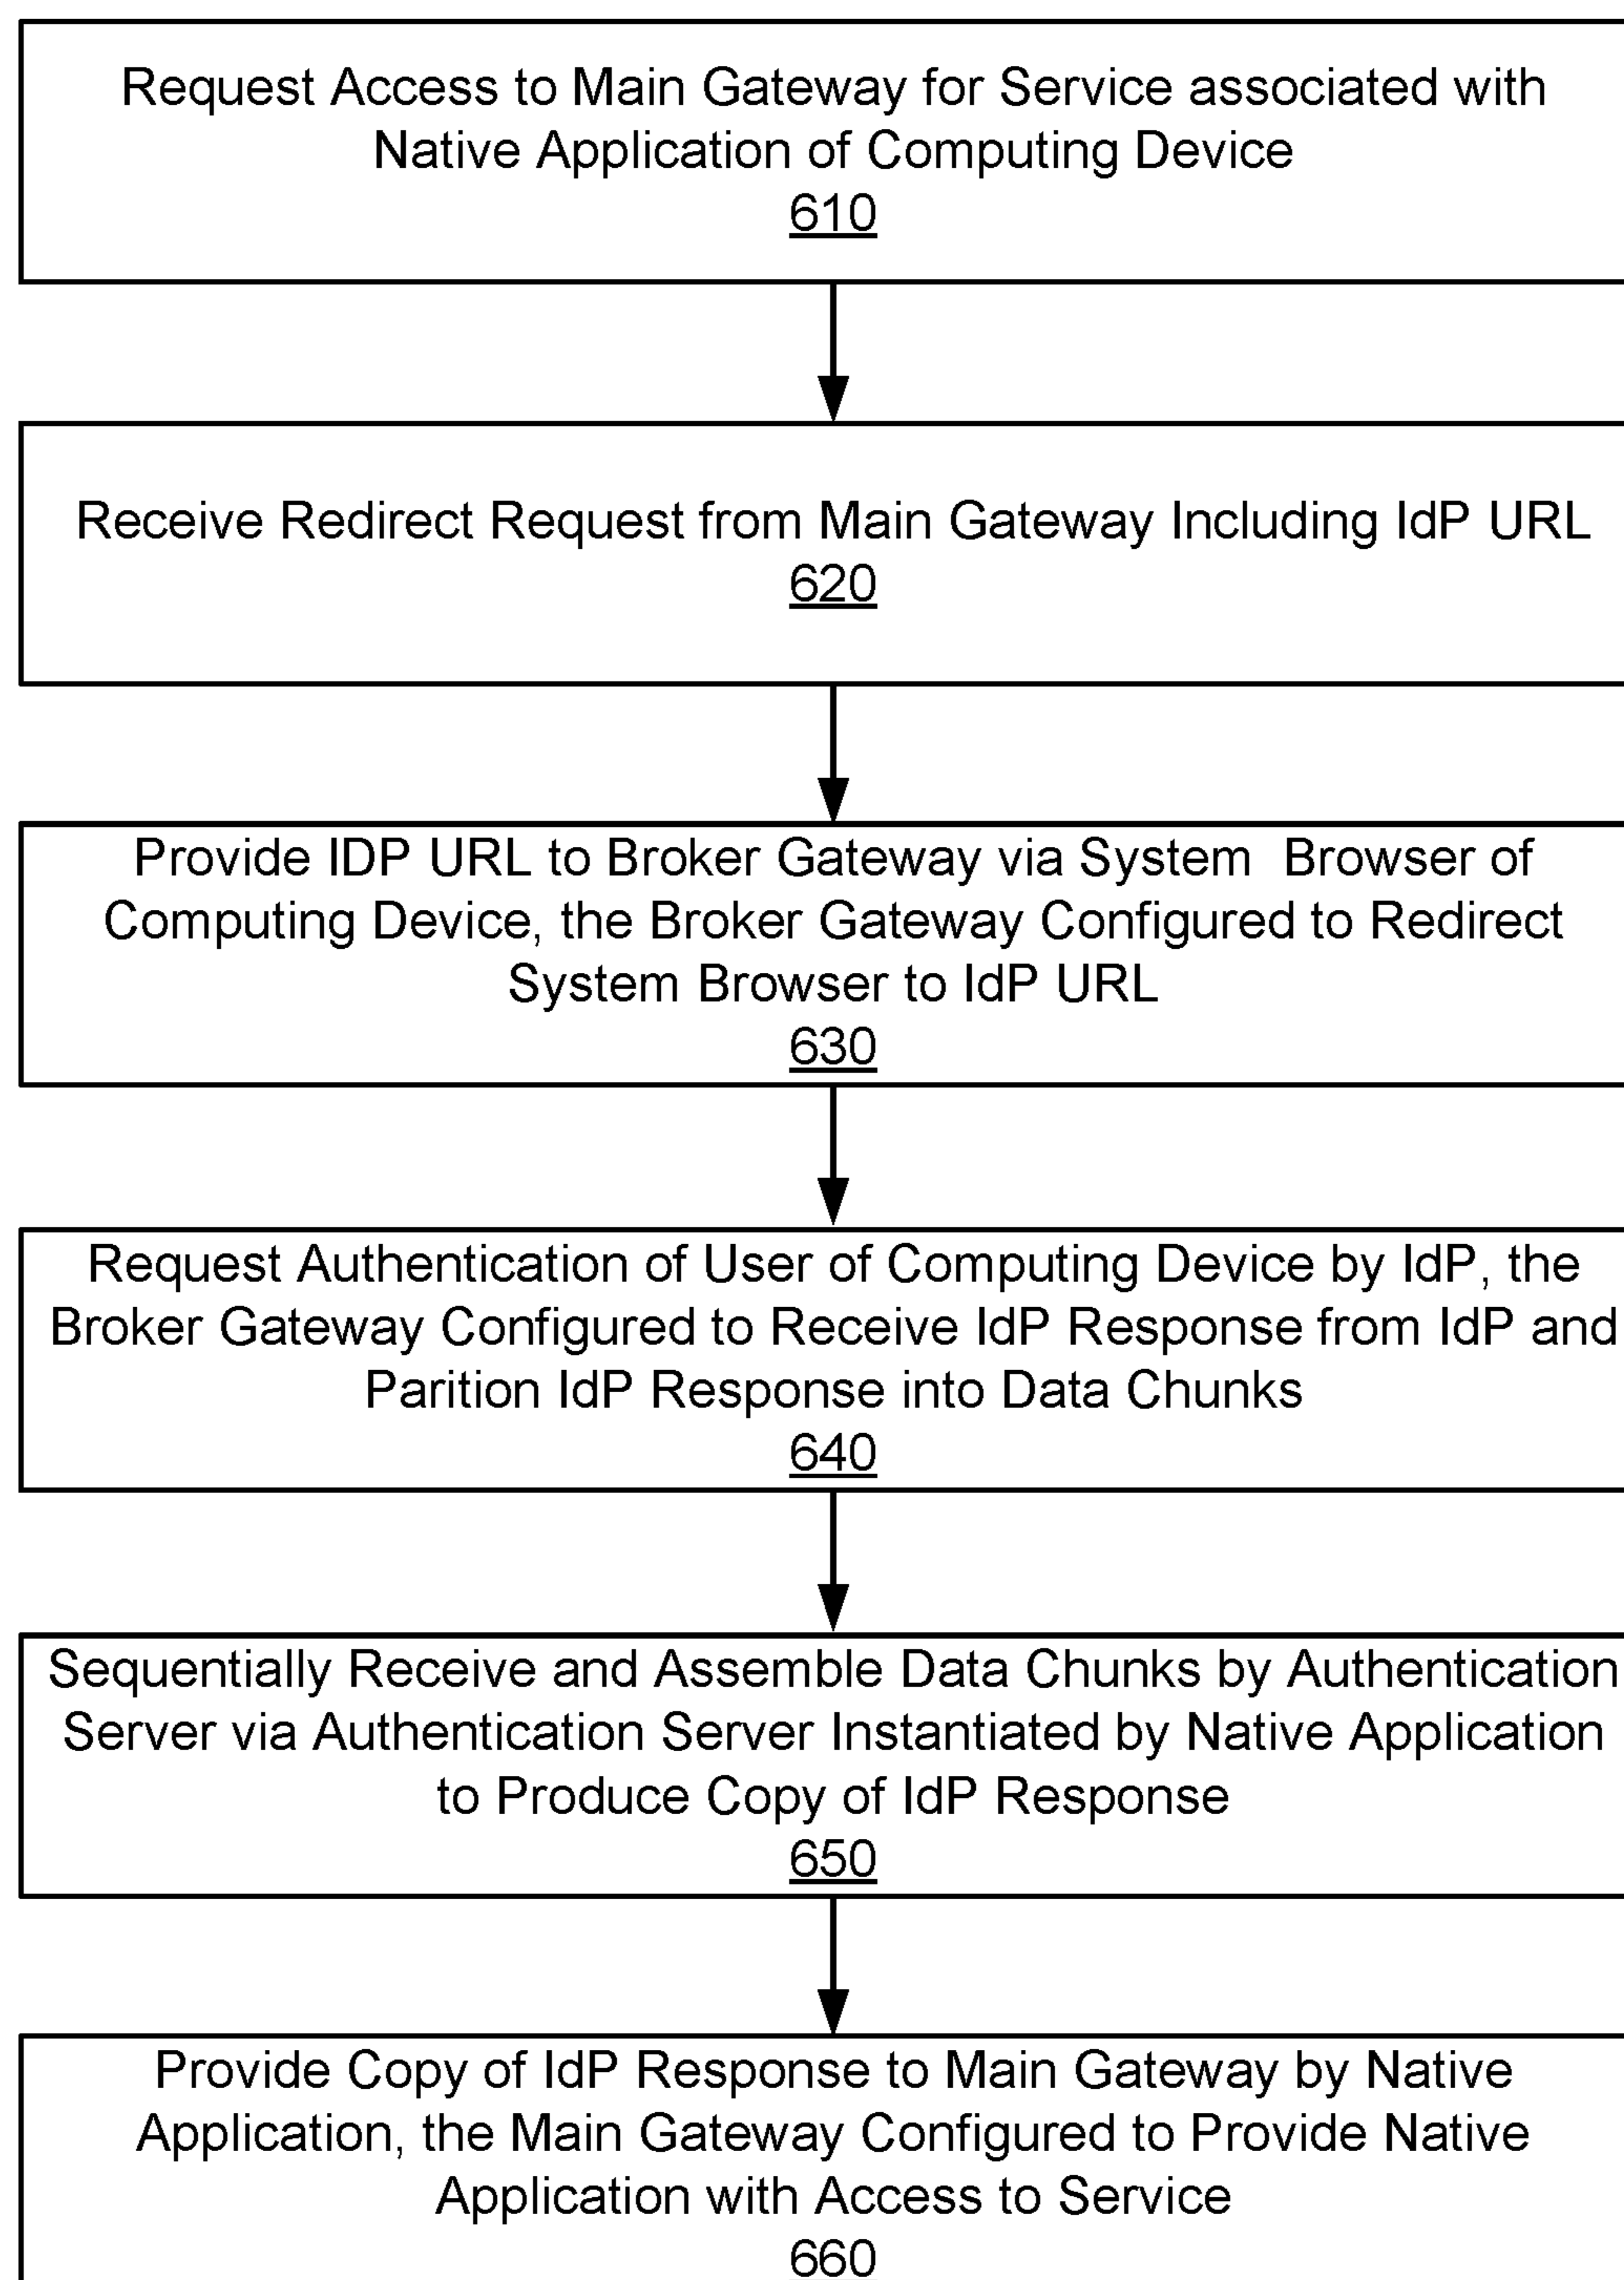 Request Access to Main Gateway for Service associated with
Native Application of Computing Device
610
Receive Redirect Request from Main Gateway Including IdP URL
620
Provide IDP URL to Broker Gateway via System Browser of
Computing Device, the Broker Gateway Configured to Redirect
System Browser to IdP URL
630
Request Authentication of User of Computing Device by IdP, the
Broker Gateway Configured to Receive IdP Response from IdP and
Parition IdP Response into Data Chunks
640
Sequentially Receive and Assemble Data Chunks by Authentication
Server via Authentication Server Instantiated by Native Application
to Produce Copy of IdP Response
650
Provide Copy of IdP Response to Main Gateway by Native
Application, the Main Gateway Configured to Provide Native
Application with Access to Service
660